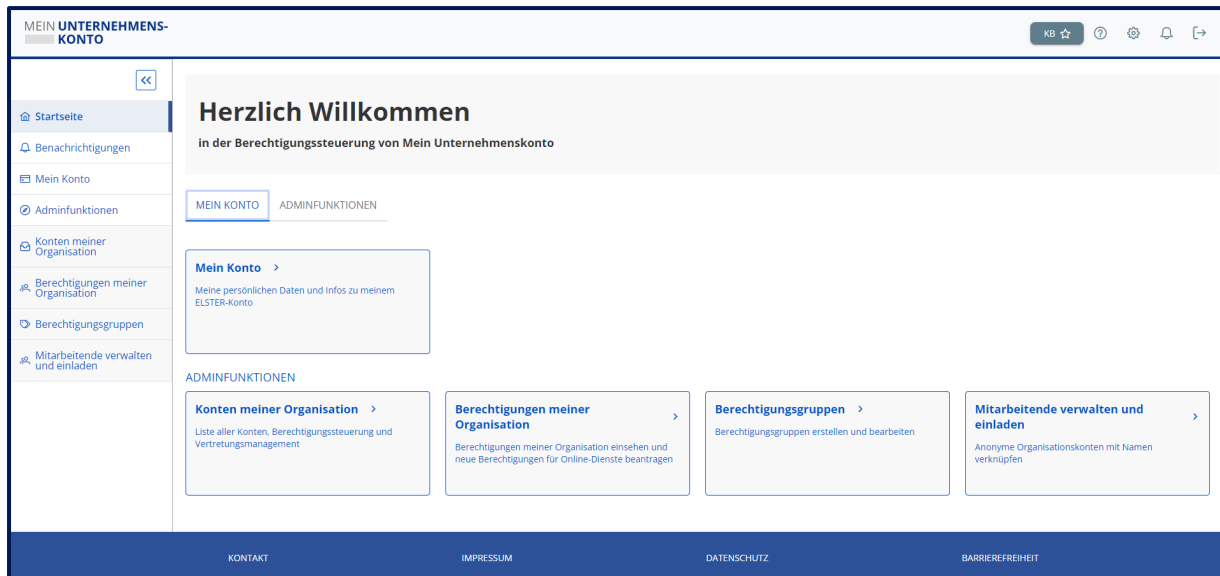 MEIN UNTERNEHMENS-
KONTO
KB
Startseite
Benachrichtigungen
Mein Konto
Adminfunktionen
Konten meiner
Organisation
Berechtigungen meiner
Organisation
Berechtigungsgruppen
Mitarbeitende verwalten
und einladen
Herzlich Willkommen
in der Berechtigungssteuerung von Mein Unternehmenskonto
MEIN KONTO ADMINFUNKTIONEN
Mein Konto
Meine persönlichen Daten und Infos zu meinem
ELSTER-Konto
ADMINFUNKTIONEN
Konten meiner Organisation
Liste aller Konten, Berechtigungssteuerung und
Vertretungsmanagement
Berechtigungen meiner
Organisation
Berechtigungen meiner Organisation einsehen und
neue Berechtigungen für Online-Dienste beantragen
Berechtigungsgruppen
Berechtigungsgruppen erstellen und bearbeiten
Mitarbeitende verwalten und
einladen
Anonyme Organisationskonten mit Namen
verknüpfen
KONTAKT IMPRESSUM DATENSCHUTZ BARRIEREFREIHEIT